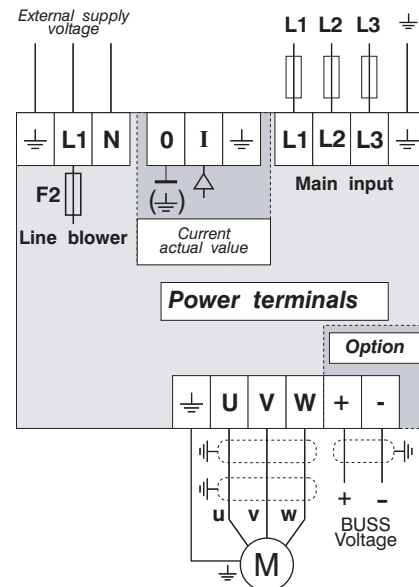 External supply
voltage
L1 L2 L3
L1 N
0 I
L1 L2 L3
F2
Line blower
Current
actual value
Main input
Power terminals
Option
U V W + -
u v w
+ -
BUSS
Voltage
M